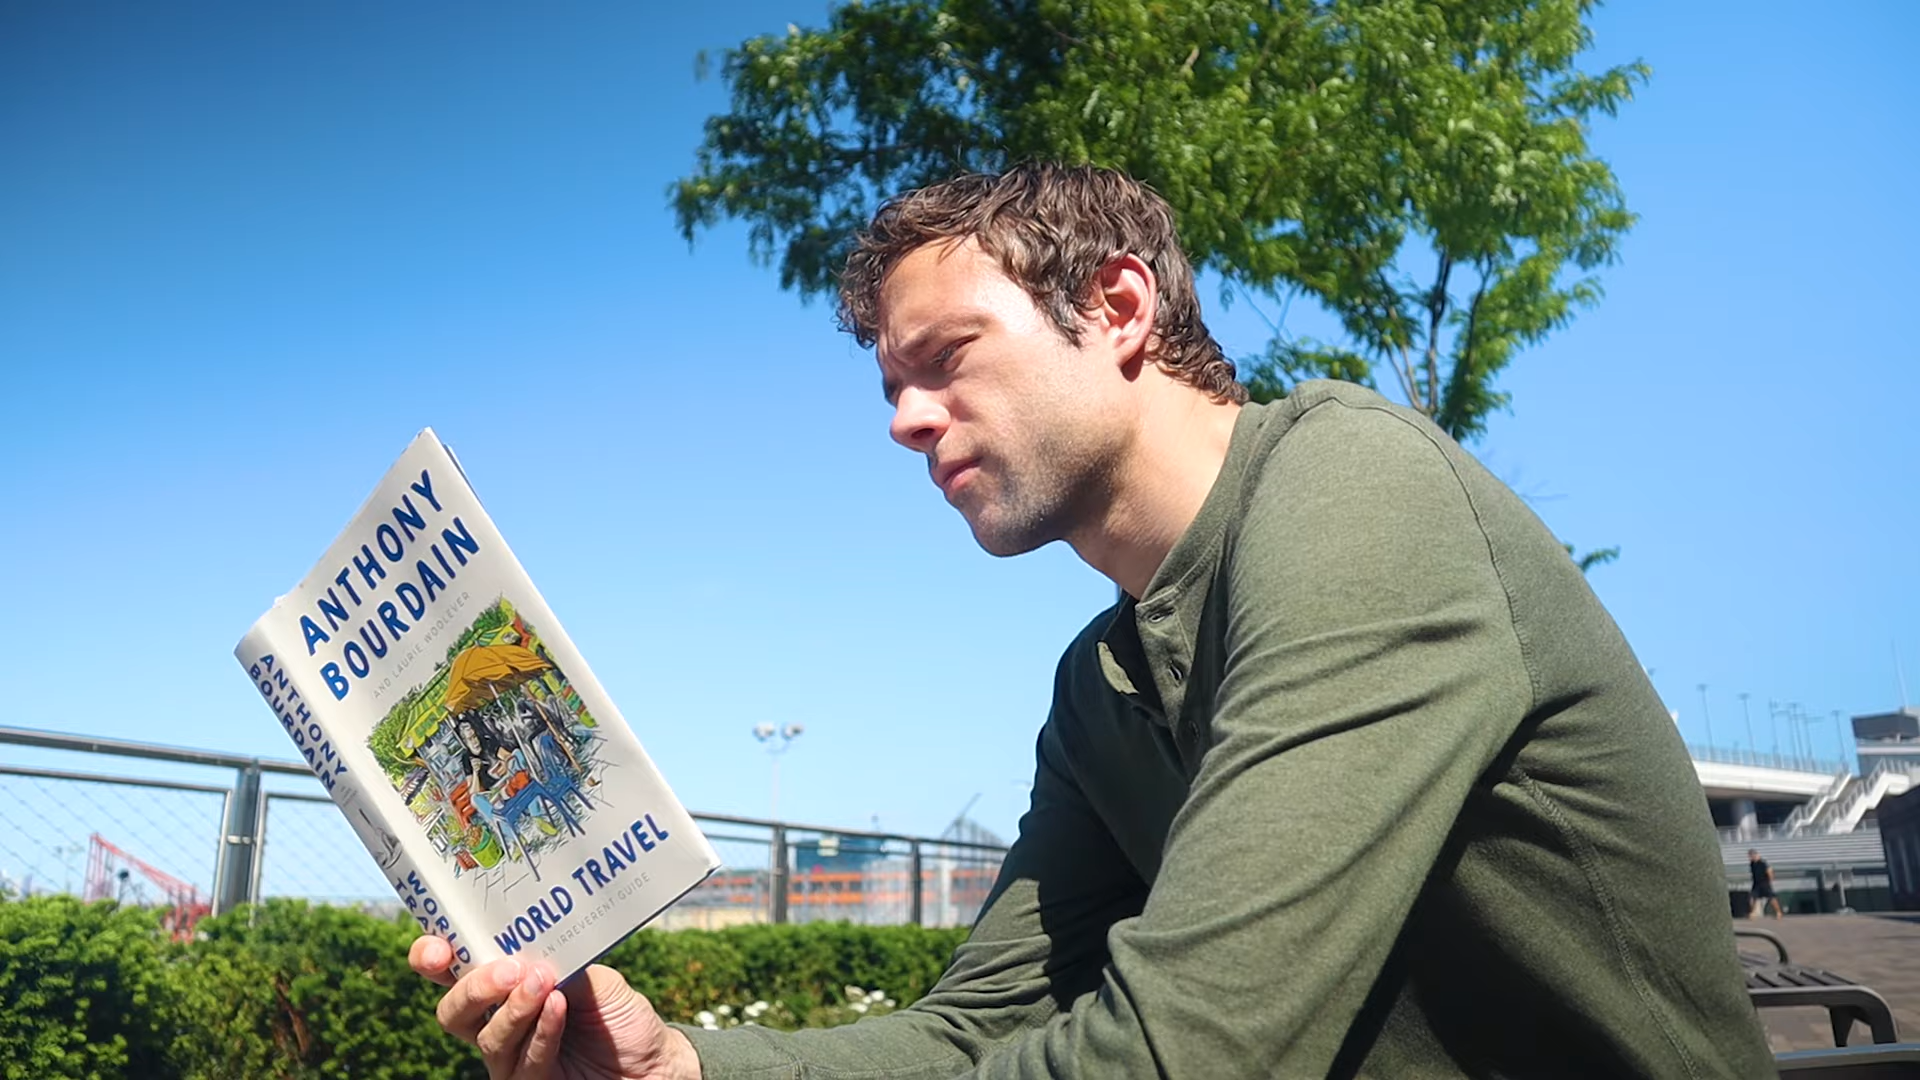 ANTHONY
BOURDAIN
AND LAURIE WOOLEVER
WORLD TRAVEL
AN IRREVERENT GUIDE
ANTHONY
BOURDAIN
WORLD